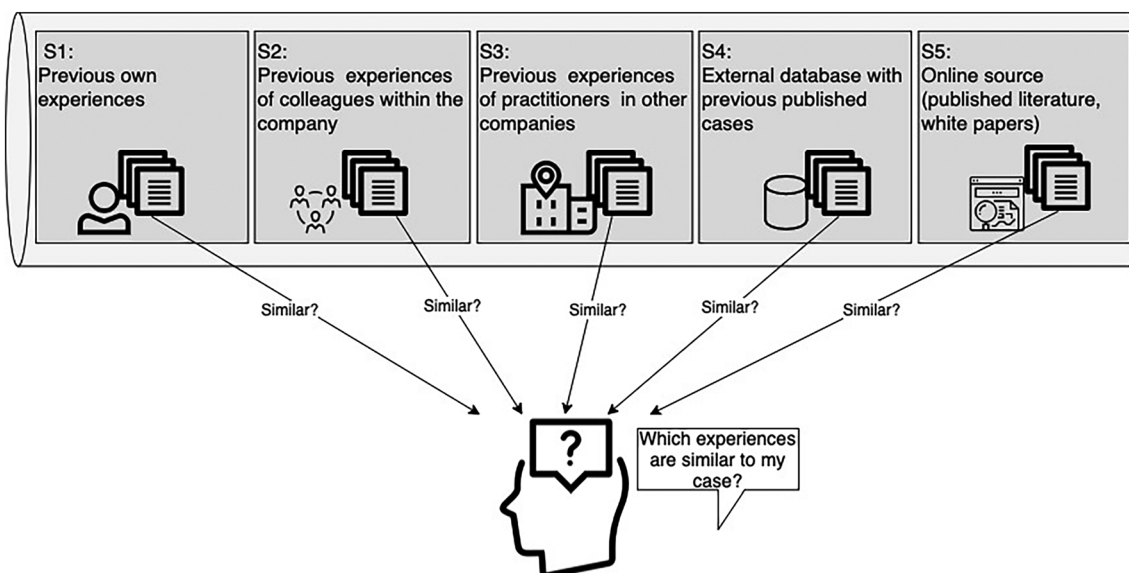 S1:
Previous own
experiences
S2:
Previous experiences
of colleagues within the
company
S3:
Previous experiences
of practitioners in other
companies
S4:
External database with
previous published
cases
S5:
Online source
(published literature,
white papers)
Similar?
Similar?
Similar?
Similar?
Similar?
?
Which experiences
are similar to my
case?